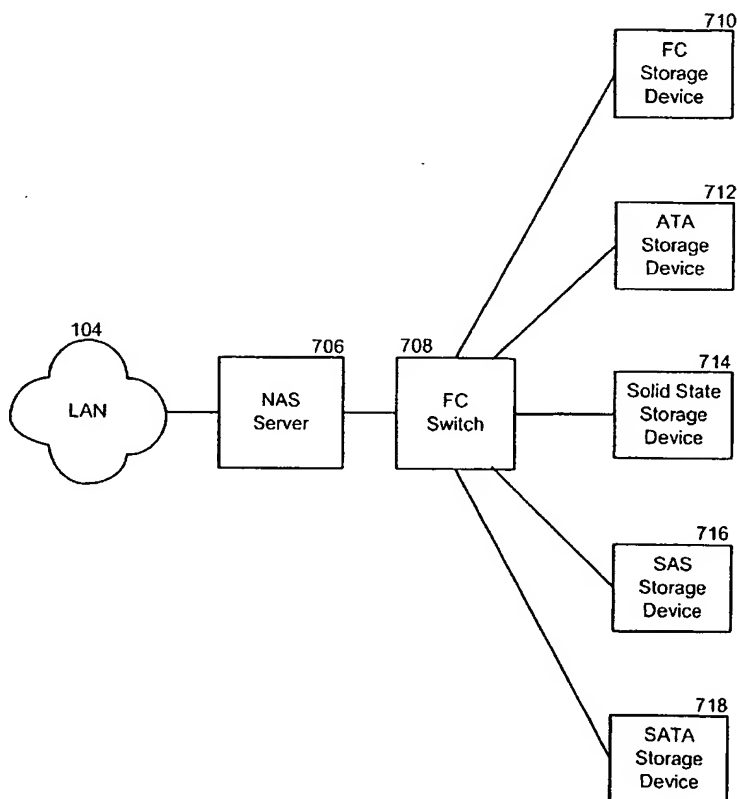 710
FC
Storage
Device
712
ATA
Storage
Device
104
LAN
706
NAS
Server
708
FC
Switch
714
Solid State
Storage
Device
716
SAS
Storage
Device
718
SATA
Storage
Device